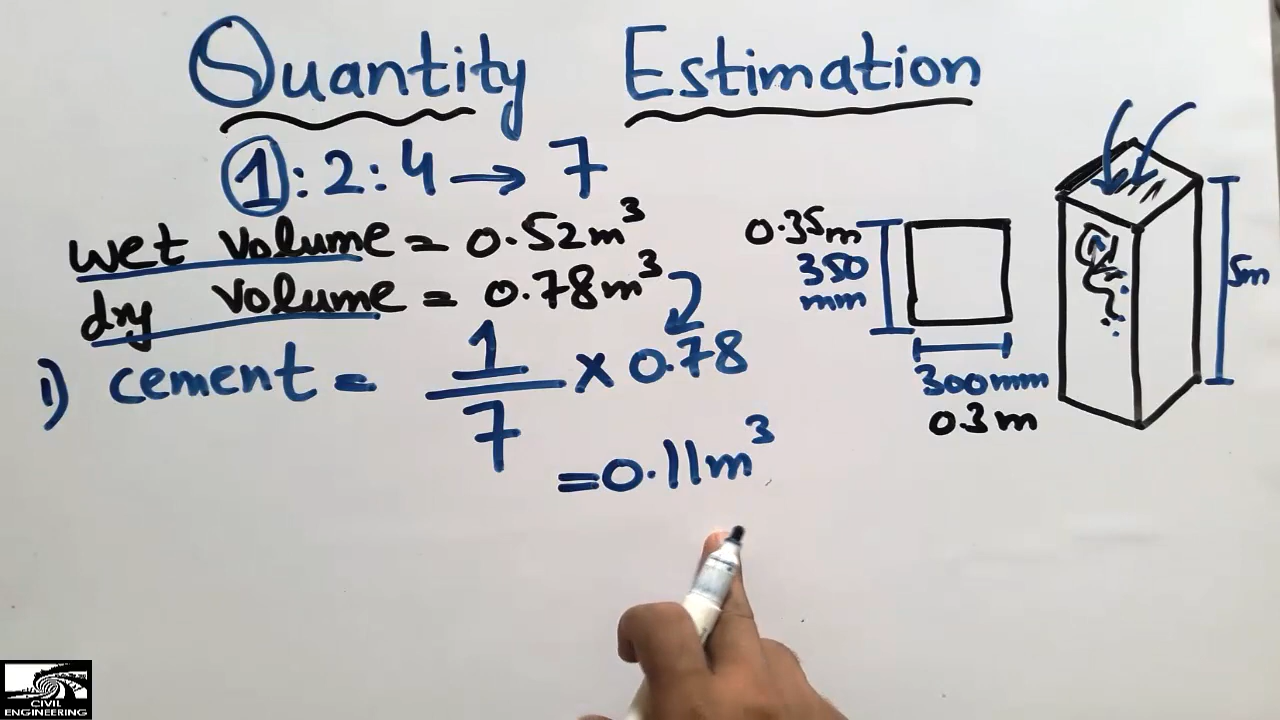 Quantity Estimation
1:2:4 → 7
wet volume = 0.52m³
dry volume = 0.78m³
1) cement = 1/7 × 0.78
=0.11m³
0.35m
350
mm
300mm
0.3m
5m
CIVIL
ENGINEERING